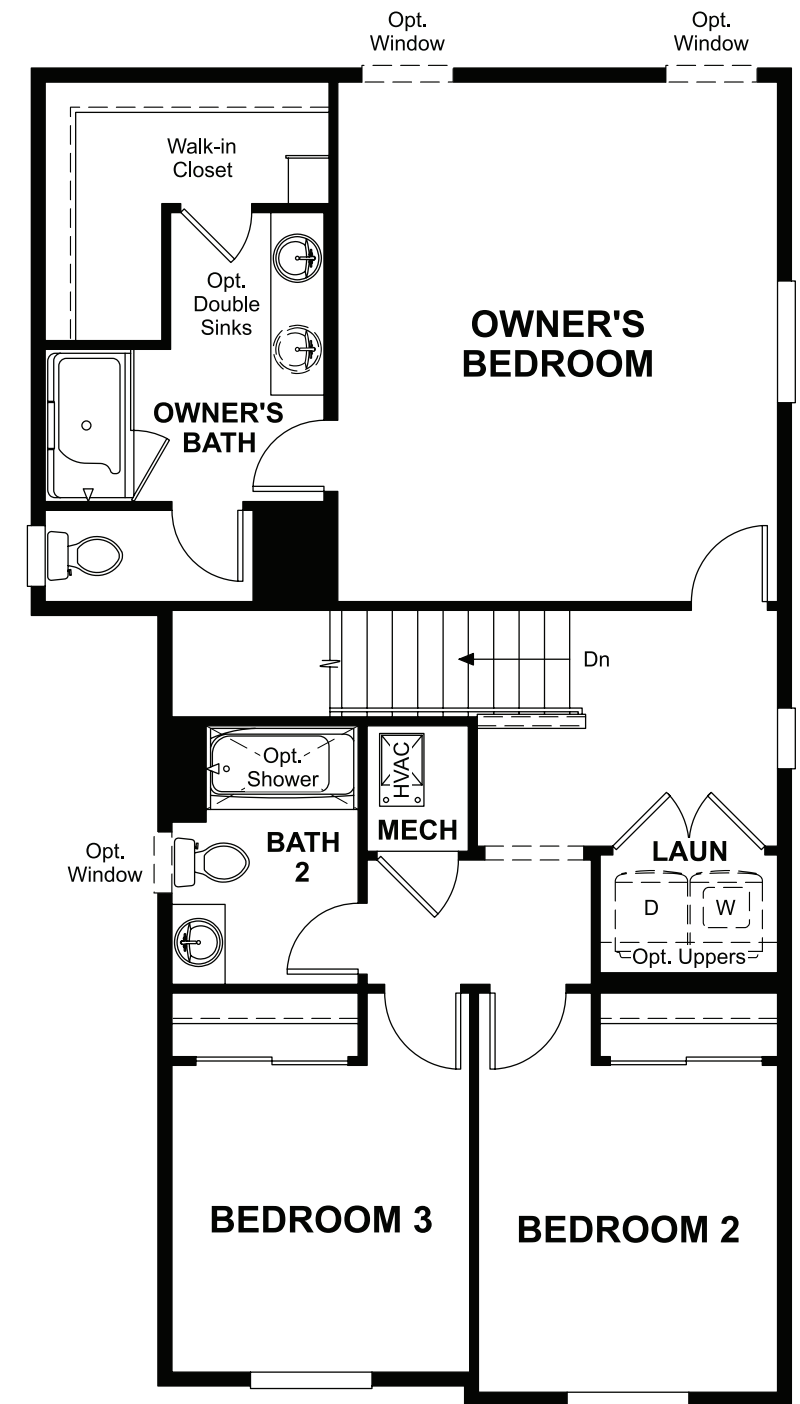 Opt.
Window
Opt.
Window
Walk-in
Closet
Opt.
Double
Sinks
OWNER'S
BEDROOM
OWNER'S
BATH
Dn
Opt.
Shower
HVAC
MECH
BATH
2
Opt.
Window
LAUN
D
W
Opt. Uppers
BEDROOM 3
BEDROOM 2